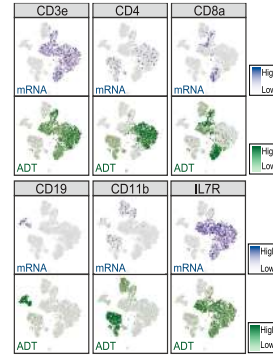 CD3e CD4 CD8a
mRNA mRNA mRNA
High
Low
ADT ADT ADT
High
Low
CD19 CD11b IL7R
mRNA mRNA mRNA
High
Low
ADT ADT ADT
High
Low